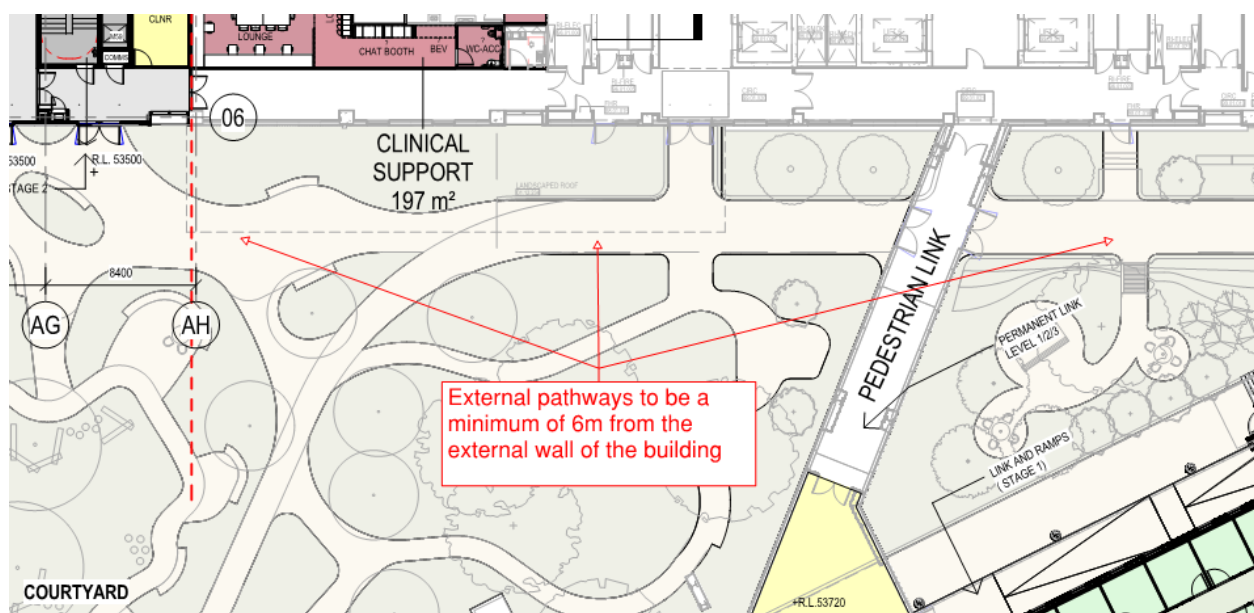 CLNR
LOUNGE
CHAT BOOTH
BEV
WC-ACC
COMMS
06
CLINICAL
SUPPORT
197 m²
53500
R.L. 53500
STAGE 2
LANDSCAPED ROOF
8400
AG
AH
PEDESTRIAN LINK
PERMANENT LINK
LEVEL 1/2/3
External pathways to be a
minimum of 6m from the
external wall of the building
LINK AND RAMPS
( STAGE 1)
COURTYARD
+R.L.53720